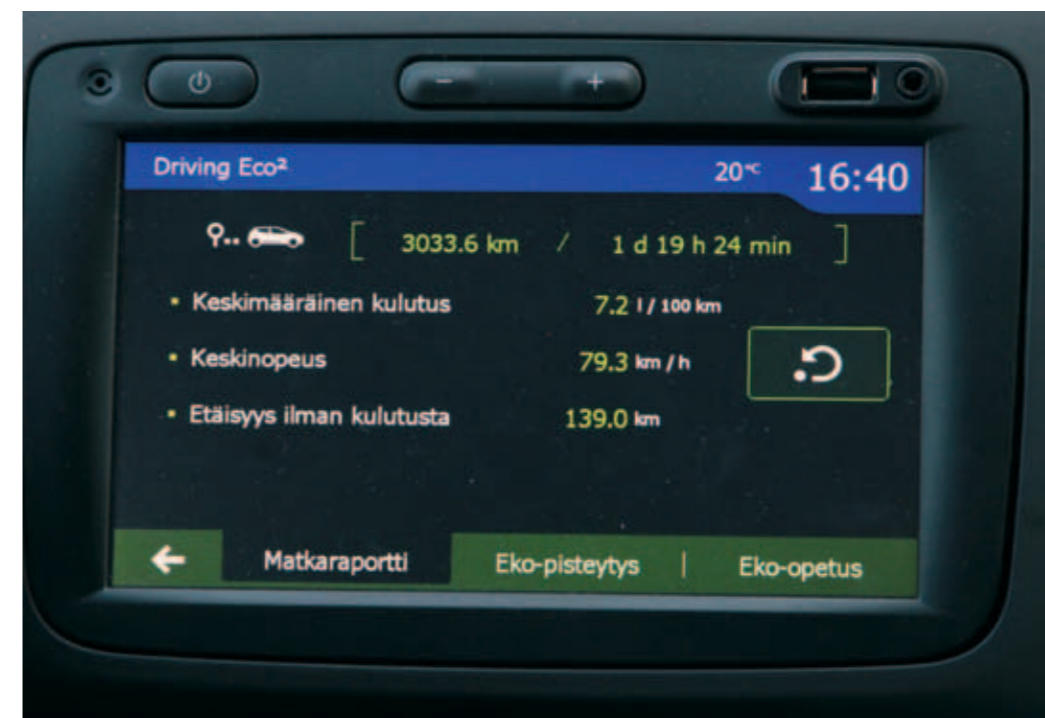 − +
Driving Eco² 20°C 16:40
[ 3033.6 km / 1 d 19 h 24 min ]
▪ Keskimääräinen kulutus 7.2 l / 100 km
▪ Keskinopeus 79.3 km / h
▪ Etäisyys ilman kulutusta 139.0 km
Matkaraportti Eko-pisteytys | Eko-opetus